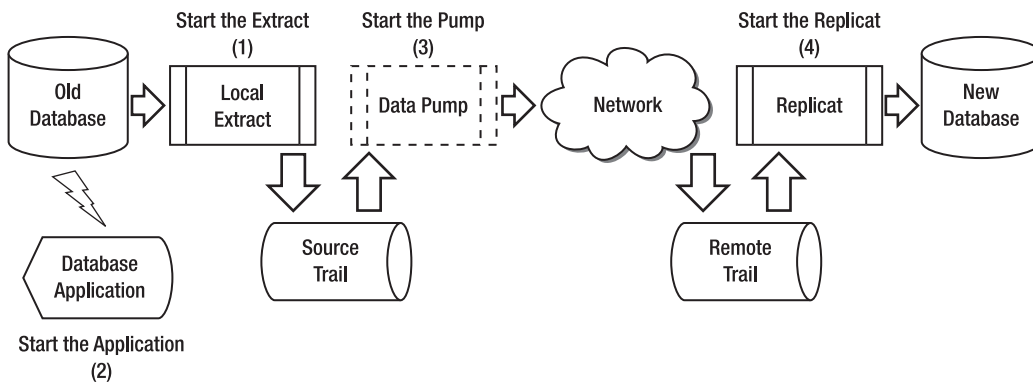 Start the Extract
(1)
Start the Pump
(3)
Start the Replicat
(4)
Old
Database
Local
Extract
Data Pump
Network
Replicat
New
Database
Source
Trail
Remote
Trail
Database
Application
Start the Application
(2)